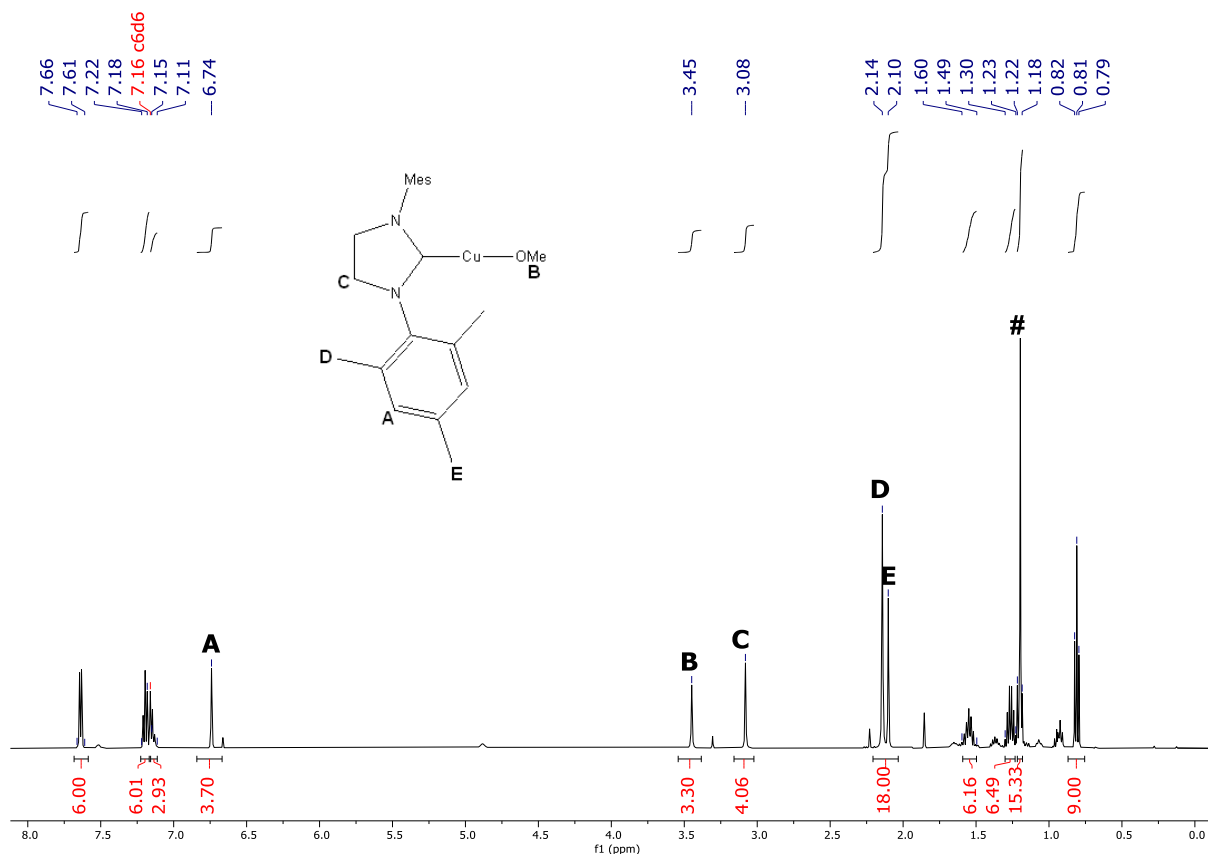 7.66
7.61
7.22
7.18
7.16 c6d6
7.15
7.11
6.74
3.45
3.08
2.14
2.10
1.60
1.49
1.30
1.23
1.22
1.18
0.82
0.81
0.79
Mes
N
Cu
OMe
B
C
N
D
A
E
#
D
E
A
B
C
6.00
6.01
2.93
3.70
3.30
4.06
18.00
6.16
6.49
15.33
9.00
8.0 7.5 7.0 6.5 6.0 5.5 5.0 4.5 4.0 3.5 3.0 2.5 2.0 1.5 1.0 0.5 0.0
f1 (ppm)